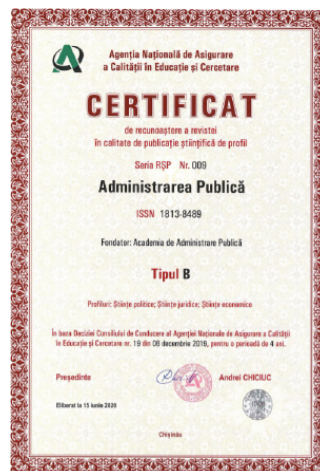 Agenția Națională de Asigurare
a Calității în Educație și Cercetare
CERTIFICAT
de recunoaștere a revistei
în calitate de publicație științifică de profil
Seria RȘP Nr. 009
Administrarea Publică
ISSN 1813-8489
Fondator: Academia de Administrare Publică
Tipul B
Profiluri: Științe politice; Științe juridice; Științe economice
În baza Deciziei Consiliului de Conducere al Agenției Naționale de Asigurare a Calității
în Educație și Cercetare nr. 19 din 06 decembrie 2019, pentru o perioadă de 4 ani.
Președinte
Andrei CHICIUC
Eliberat la 15 iunie 2020
Chișinău